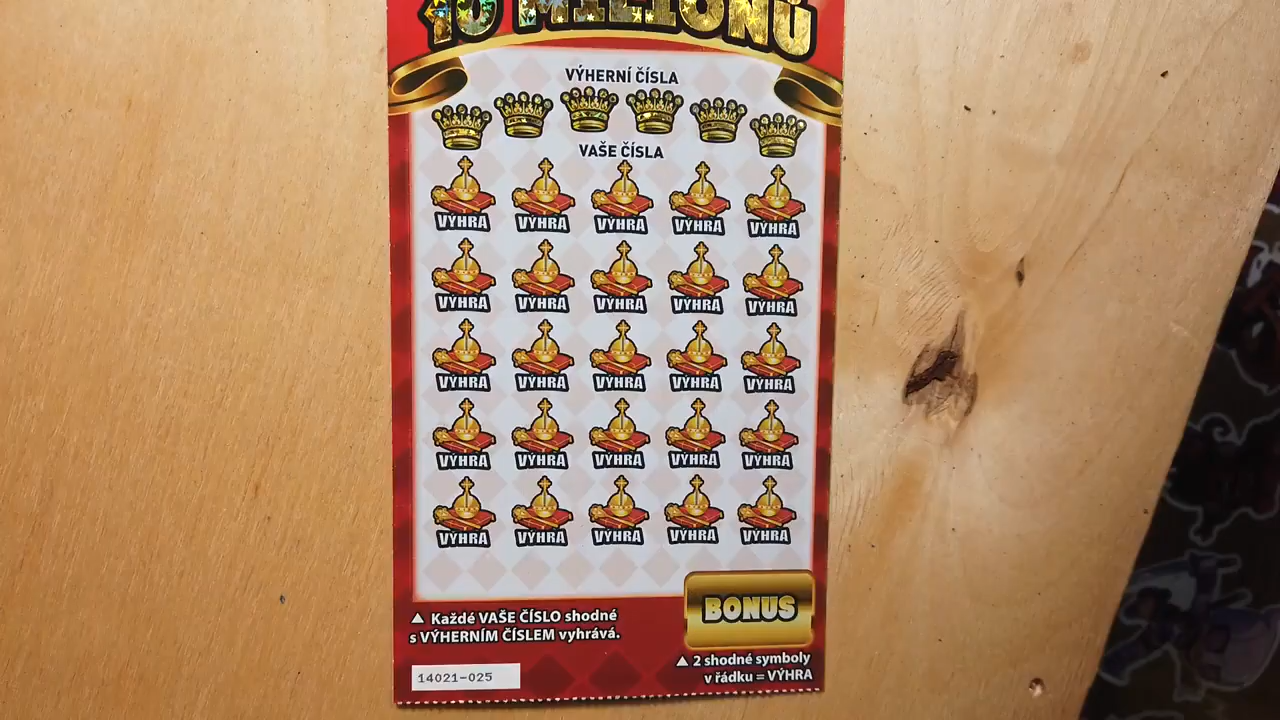 10 MILIONŮ
VÝHERNÍ ČÍSLA
VAŠE ČÍSLA
VÝHRA VÝHRA VÝHRA VÝHRA VÝHRA
VÝHRA VÝHRA VÝHRA VÝHRA VÝHRA
VÝHRA VÝHRA VÝHRA VÝHRA VÝHRA
VÝHRA VÝHRA VÝHRA VÝHRA VÝHRA
VÝHRA VÝHRA VÝHRA VÝHRA VÝHRA
Každé VAŠE ČÍSLO shodné
s VÝHERNÍM ČÍSLEM vyhrává.
14021-025
BONUS
2 shodné symboly
v řádku = VÝHRA